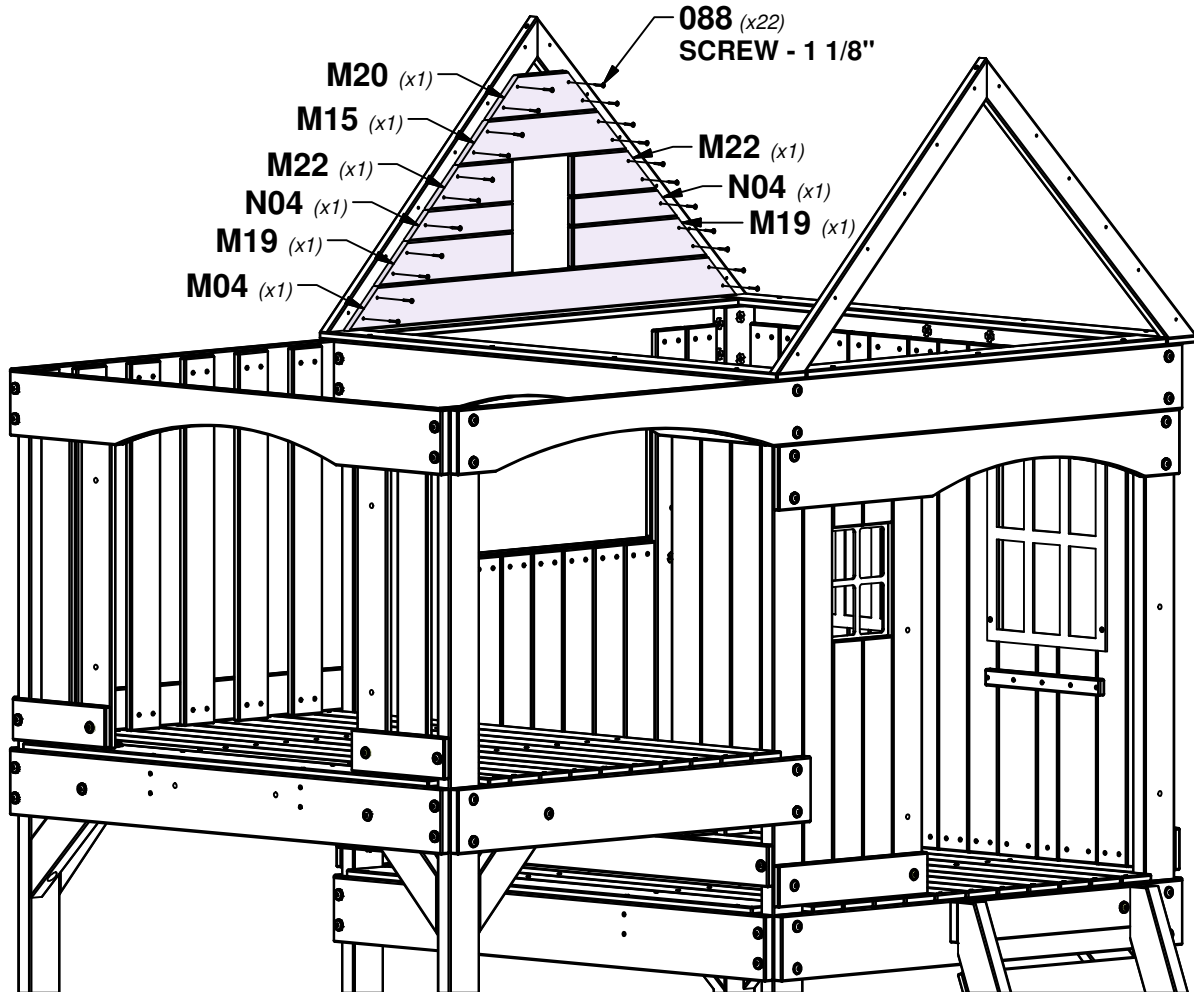 088 (x22)
SCREW - 1 1/8"
M20 (x1)
M15 (x1)
M22 (x1)
N04 (x1)
M19 (x1)
M04 (x1)
M22 (x1)
N04 (x1)
M19 (x1)